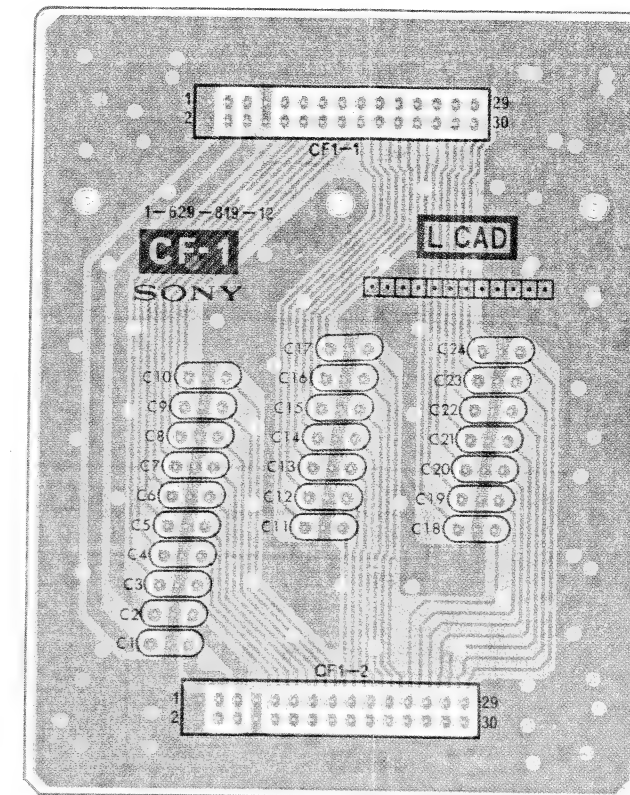 1 29
2 30
CF1-1
1-629-819-12
CF-1
L CAD
SONY
C17
C24
C10
C16
C23
C9
C15
C22
C8
C14
C21
C7
C13
C20
C6
C12
C19
C5
C11
C18
C4
C3
C2
C1
CF1-2
1 29
2 30